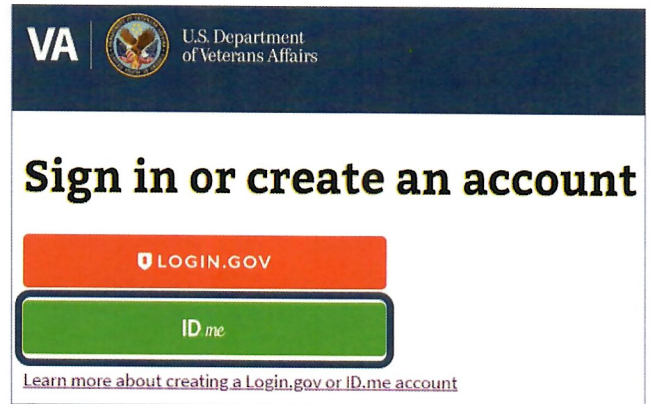 VA
U.S. Department
of Veterans Affairs
Sign in or create an account
LOGIN.GOV
ID.me
Learn more about creating a Login.gov or ID.me account